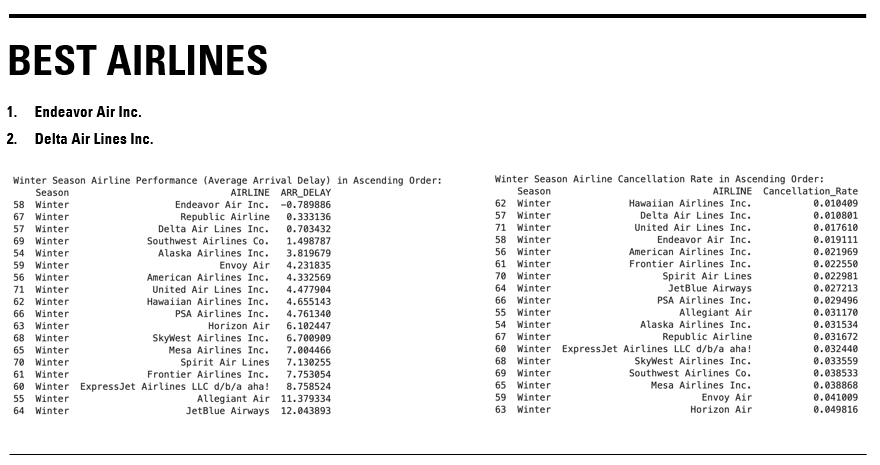 BEST AIRLINES
1. Endeavor Air Inc.
2. Delta Air Lines Inc.
Winter Season Airline Performance (Average Arrival Delay) in Ascending Order:
Season AIRLINE ARR_DELAY
58 Winter Endeavor Air Inc. -0.789886
67 Winter Republic Airline 0.333136
57 Winter Delta Air Lines Inc. 0.703432
69 Winter Southwest Airlines Co. 1.498787
54 Winter Alaska Airlines Inc. 3.819679
59 Winter Envoy Air 4.231835
56 Winter American Airlines Inc. 4.332569
71 Winter United Air Lines Inc. 4.477904
62 Winter Hawaiian Airlines Inc. 4.655143
66 Winter PSA Airlines Inc. 4.761340
63 Winter Horizon Air 6.102447
68 Winter SkyWest Airlines Inc. 6.700909
65 Winter Mesa Airlines Inc. 7.004466
70 Winter Spirit Air Lines 7.130255
61 Winter Frontier Airlines Inc. 7.753054
60 Winter ExpressJet Airlines LLC d/b/a aha! 8.758524
55 Winter Allegiant Air 11.379334
64 Winter JetBlue Airways 12.043893
Winter Season Airline Cancellation Rate in Ascending Order:
Season AIRLINE Cancellation_Rate
62 Winter Hawaiian Airlines Inc. 0.010409
57 Winter Delta Air Lines Inc. 0.010801
71 Winter United Air Lines Inc. 0.017610
58 Winter Endeavor Air Inc. 0.019111
56 Winter American Airlines Inc. 0.021969
61 Winter Frontier Airlines Inc. 0.022550
70 Winter Spirit Air Lines 0.022981
64 Winter JetBlue Airways 0.027213
66 Winter PSA Airlines Inc. 0.029496
55 Winter Allegiant Air 0.031170
54 Winter Alaska Airlines Inc. 0.031534
67 Winter Republic Airline 0.031672
60 Winter ExpressJet Airlines LLC d/b/a aha! 0.032440
68 Winter SkyWest Airlines Inc. 0.033559
69 Winter Southwest Airlines Co. 0.038533
65 Winter Mesa Airlines Inc. 0.038868
59 Winter Envoy Air 0.041009
63 Winter Horizon Air 0.049816